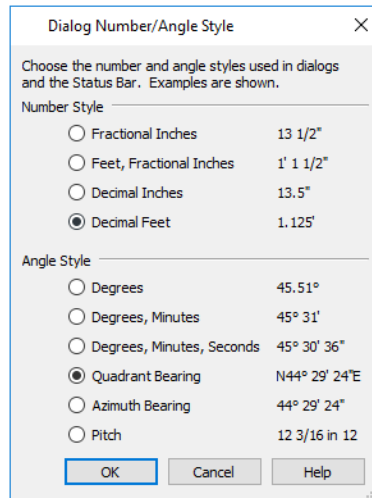 Dialog Number/Angle Style
Choose the number and angle styles used in dialogs
and the Status Bar. Examples are shown.
Number Style
Fractional Inches 13 1/2"
Feet, Fractional Inches 1' 1 1/2"
Decimal Inches 13.5"
Decimal Feet 1.125'
Angle Style
Degrees 45.51°
Degrees, Minutes 45° 31'
Degrees, Minutes, Seconds 45° 30' 36"
Quadrant Bearing N44° 29' 24"E
Azimuth Bearing 44° 29' 24"
Pitch 12 3/16 in 12
OK Cancel Help